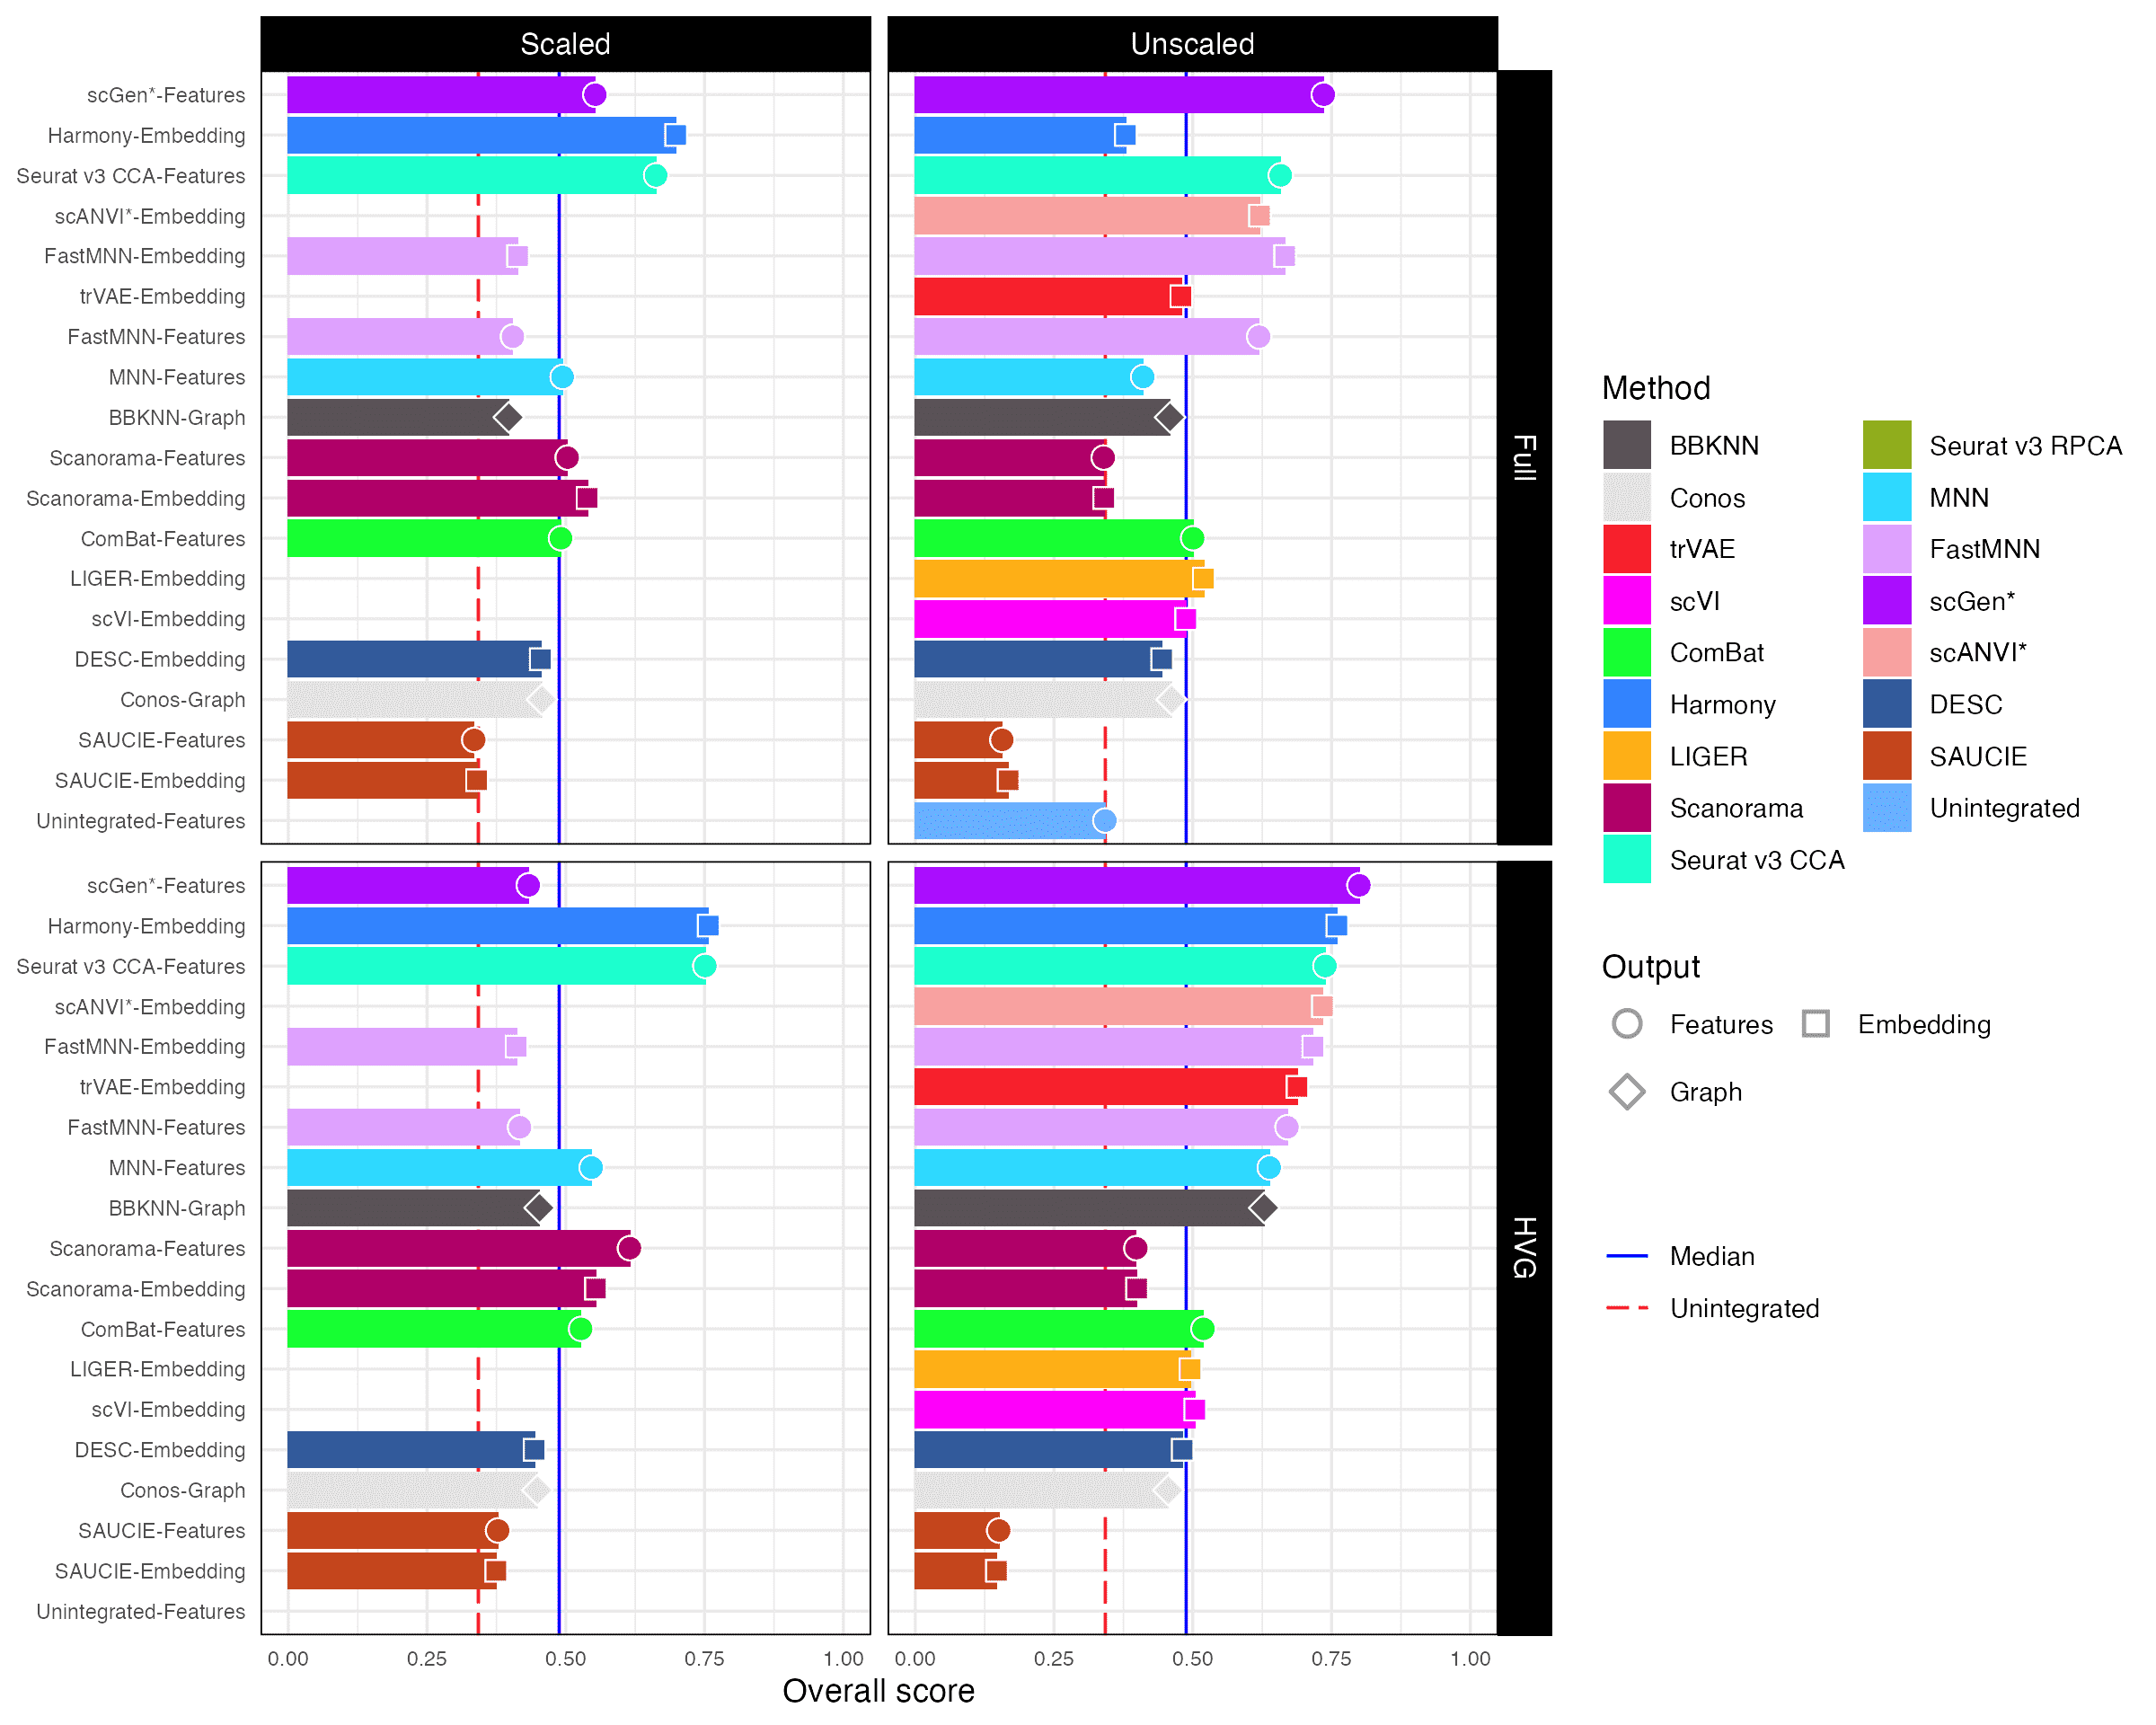 Scaled
Unscaled
scGen*-Features
Harmony-Embedding
Seurat v3 CCA-Features
scANVI*-Embedding
FastMNN-Embedding
trVAE-Embedding
FastMNN-Features
MNN-Features
BBKNN-Graph
Scanorama-Features
Scanorama-Embedding
ComBat-Features
LIGER-Embedding
scVI-Embedding
DESC-Embedding
Conos-Graph
SAUCIE-Features
SAUCIE-Embedding
Unintegrated-Features
Full
scGen*-Features
Harmony-Embedding
Seurat v3 CCA-Features
scANVI*-Embedding
FastMNN-Embedding
trVAE-Embedding
FastMNN-Features
MNN-Features
BBKNN-Graph
Scanorama-Features
Scanorama-Embedding
ComBat-Features
LIGER-Embedding
scVI-Embedding
DESC-Embedding
Conos-Graph
SAUCIE-Features
SAUCIE-Embedding
Unintegrated-Features
HVG
0.00 0.25 0.50 0.75 1.00
0.00 0.25 0.50 0.75 1.00
Overall score
Method
BBKNN
Conos
trVAE
scVI
ComBat
Harmony
LIGER
Scanorama
Seurat v3 CCA
Seurat v3 RPCA
MNN
FastMNN
scGen*
scANVI*
DESC
SAUCIE
Unintegrated
Output
Features
Embedding
Graph
Median
Unintegrated